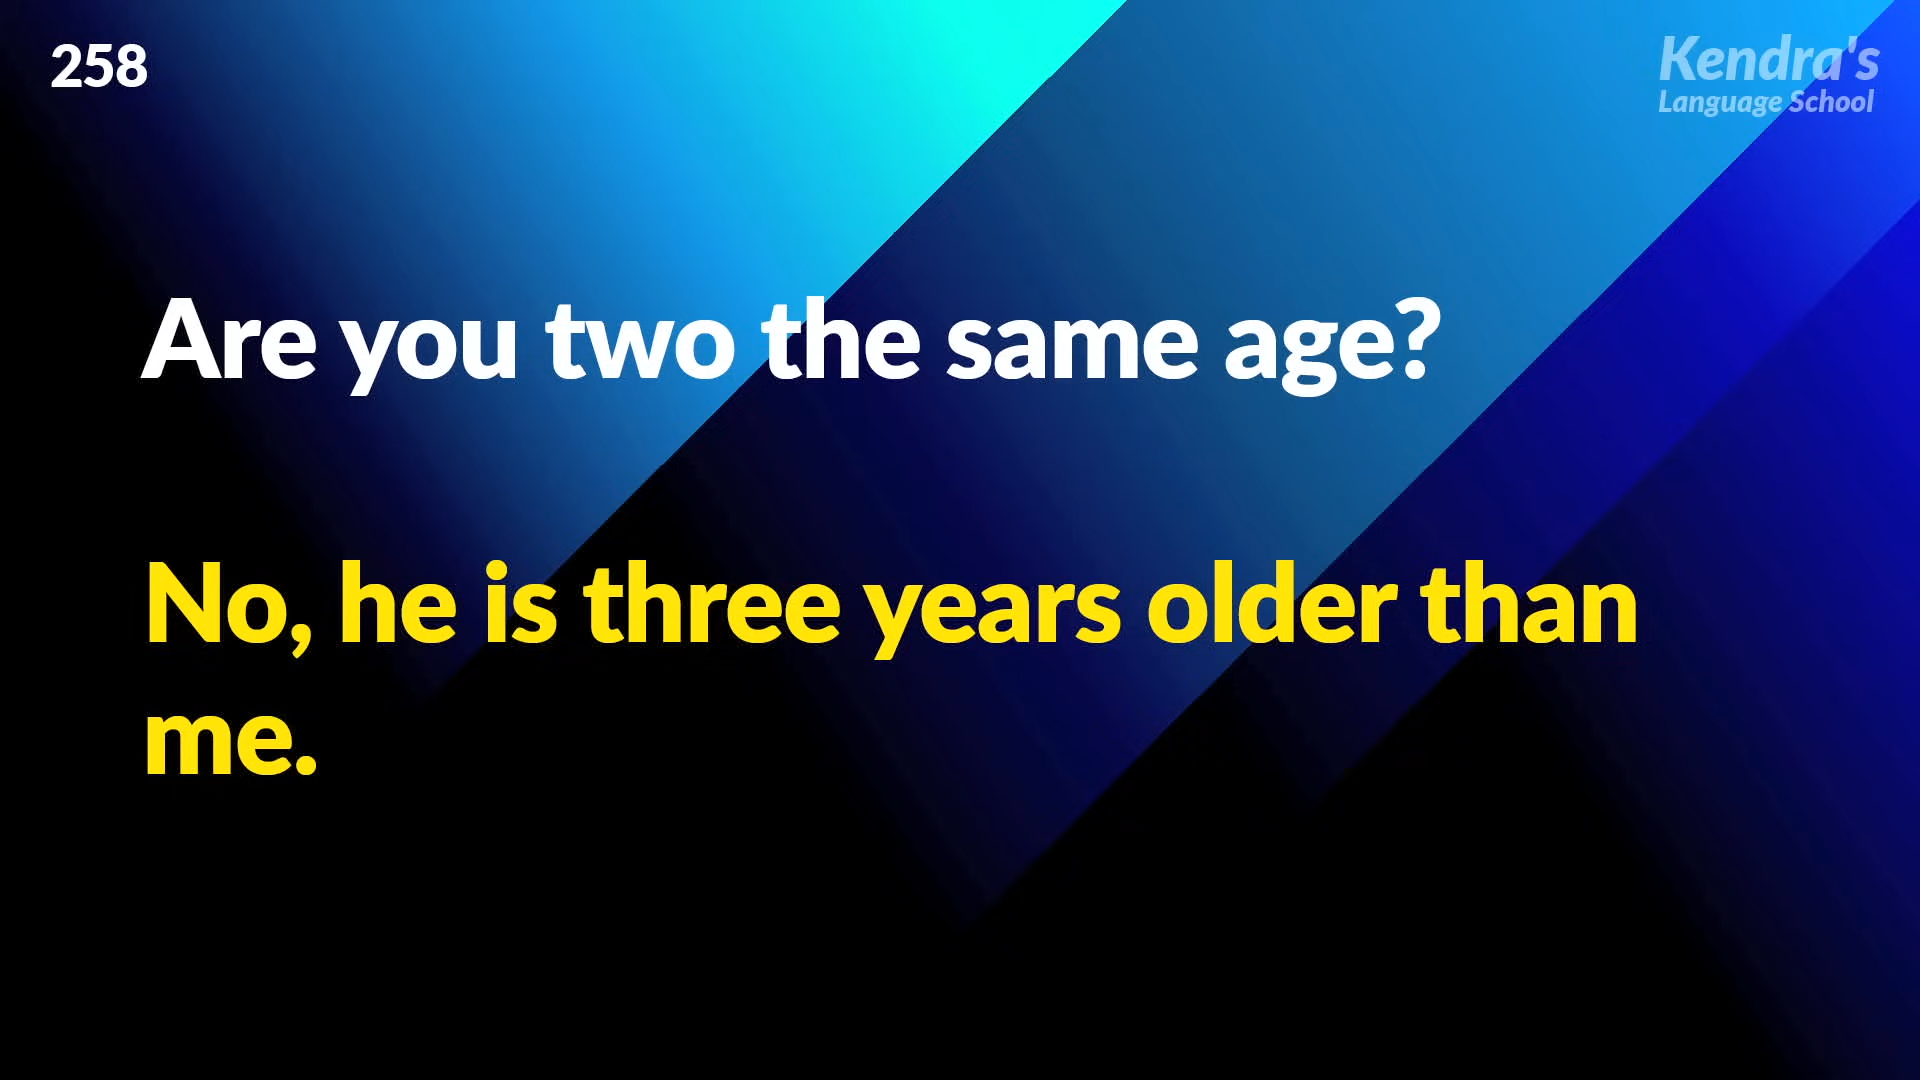 258
Kendra's
Language School
Are you two the same age?
No, he is three years older than
me.